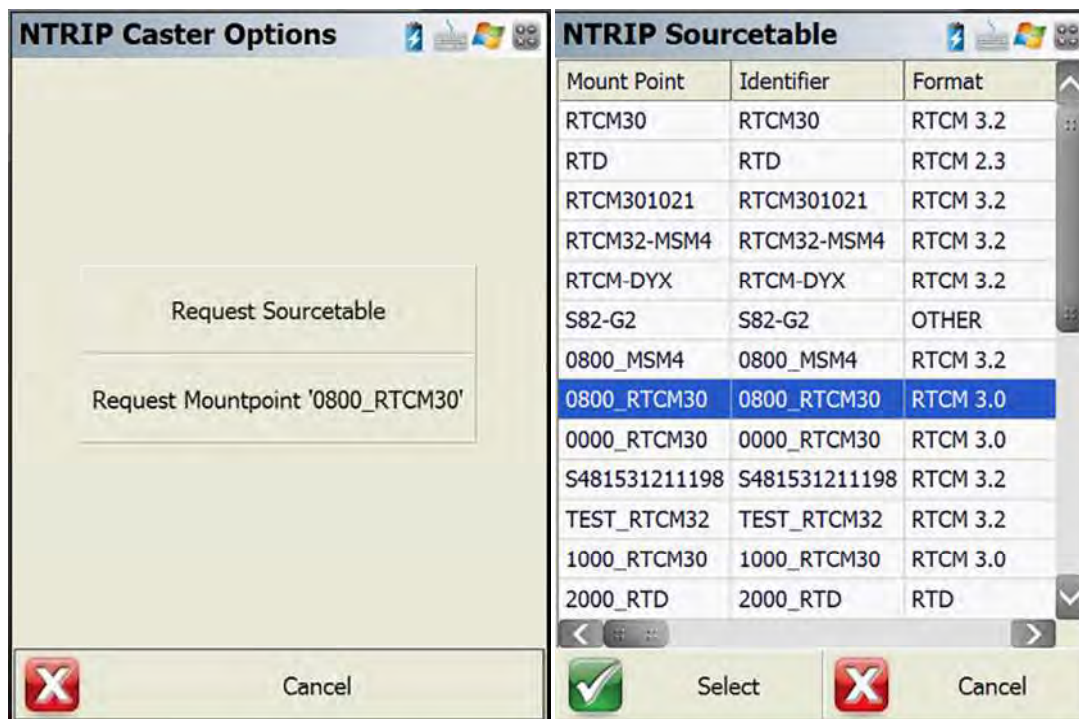 NTRIP Caster Options
Request Sourcetable
Request Mountpoint '0800_RTCM30'
Cancel
NTRIP Sourcetable
Mount Point Identifier Format
RTCM30 RTCM30 RTCM 3.2
RTD RTD RTCM 2.3
RTCM301021 RTCM301021 RTCM 3.2
RTCM32-MSM4 RTCM32-MSM4 RTCM 3.2
RTCM-DYX RTCM-DYX RTCM 3.2
S82-G2 S82-G2 OTHER
0800_MSM4 0800_MSM4 RTCM 3.2
0800_RTCM30 0800_RTCM30 RTCM 3.0
0000_RTCM30 0000_RTCM30 RTCM 3.0
S481531211198 S481531211198 RTCM 3.2
TEST_RTCM32 TEST_RTCM32 RTCM 3.2
1000_RTCM30 1000_RTCM30 RTCM 3.0
2000_RTD 2000_RTD RTD
Select Cancel